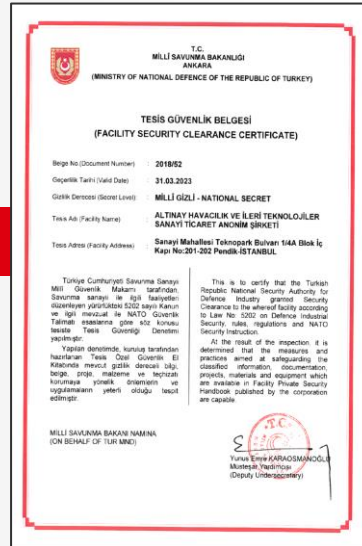 T.C.
MİLLİ SAVUNMA BAKANLIĞI
ANKARA
(MINISTRY OF NATIONAL DEFENCE OF THE REPUBLIC OF TURKEY)
TESİS GÜVENLİK BELGESİ
(FACILITY SECURITY CLEARANCE CERTIFICATE)
Belge No (Document Number) : 2018/52
Geçerlilik Tarihi (Valid Date) : 31.03.2023
Gizlilik Derecesi (Secret Level) : MİLLİ GİZLİ - NATIONAL SECRET
Tesis Adı (Facility Name) : ALTINAY HAVACILIK VE İLERİ TEKNOLOJİLER
SANAYİ TİCARET ANONİM ŞİRKETİ
Tesis Adresi (Facility Address) : Sanayi Mahallesi Teknopark Bulvarı 1/4A Blok İç
Kapı No:201-202 Pendik-İSTANBUL
Türkiye Cumhuriyeti Savunma Sanayi
Milli Güvenlik Makamı tarafından,
Savunma sanayii ile ilgili faaliyetleri
düzenleyen yürürlükteki 5202 sayılı Kanun
ve ilgili mevzuat ile NATO Güvenlik
Talimatı esaslarına göre söz konusu
tesiste Tesis Güvenliği Denetimi
yapılmıştır.
Yapılan denetimde, kuruluş tarafından
hazırlanan Tesis Özel Güvenlik El
Kitabında mevcut gizlilik dereceli bilgi,
belge, proje, malzeme ve teçhizatı
korumaya yönelik önlemlerin ve
uygulamaların yeterli olduğu tespit
edilmiştir.
This is to certify that the Turkish
Republic National Security Authority for
Defence Industry granted Security
Clearance to the whereof facility according
to Law No: 5202 on Defence Industrial
Security, rules, regulations and NATO
Security Instruction.
At the result of the inspection, it is
determined that the measures and
practices aimed at safeguarding the
classified information, documentation,
projects, materials and equipment which
are available in Facility Private Security
Handbook published by the corporation
are capable.
MİLLİ SAVUNMA BAKANI NAMINA
(ON BEHALF OF TUR MND)
T.C.
Yunus Emre KARAOSMANOĞLU
Müsteşar Yardımcısı
(Deputy Undersecretary)